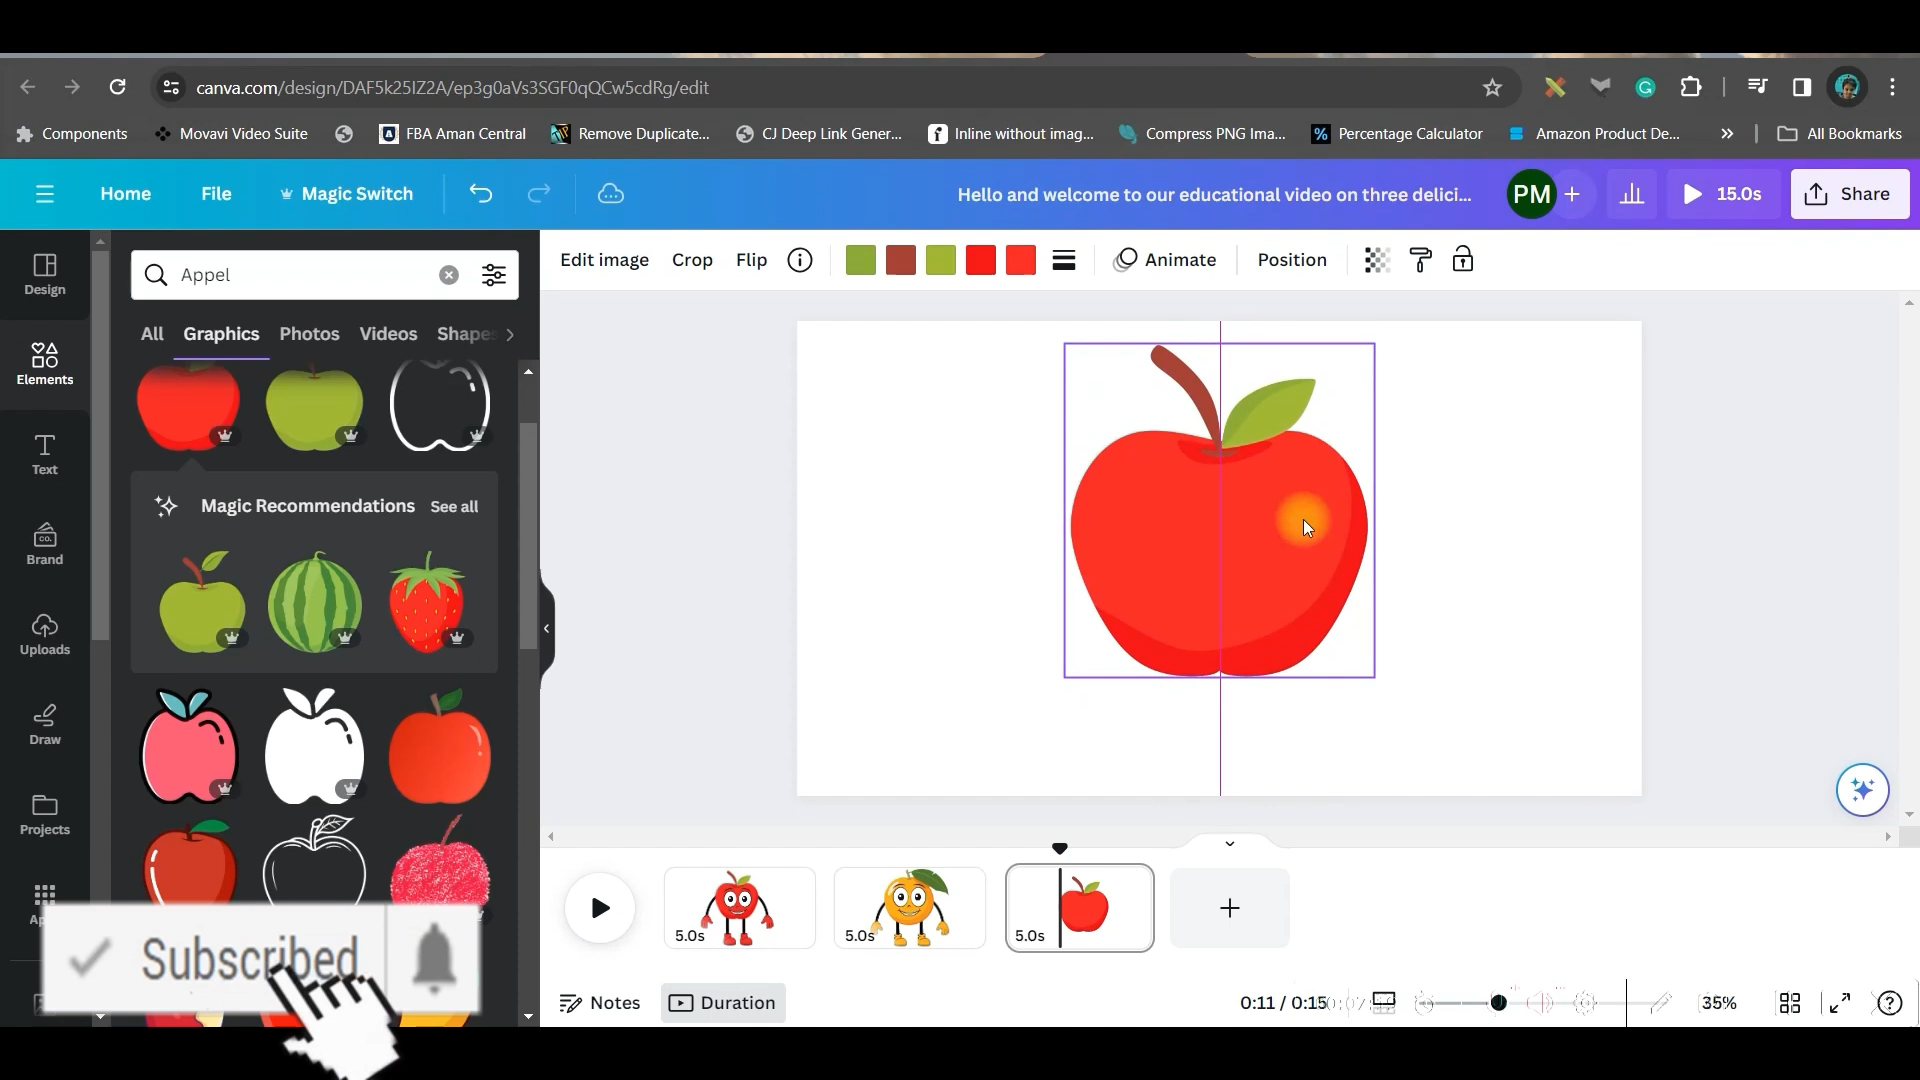 canva.com/design/DAF5k25IZ2A/ep3g0aVs3SGF0qQCw5cdRg/edit
Components
Movavi Video Suite
FBA Aman Central
Remove Duplicate...
CJ Deep Link Gener...
Inline without imag...
Compress PNG Ima...
Percentage Calculator
Amazon Product De...
All Bookmarks
Home
File
Magic Switch
Hello and welcome to our educational video on three delici...
PM
15.0s
Share
Design
Elements
Text
CO.
Brand
Uploads
Draw
Projects
Appel
All
Graphics
Photos
Videos
Shapes
Magic Recommendations
See all
Edit image
Crop
Flip
Animate
Position
5.0s
5.0s
5.0s
Subscribed
Notes
Duration
0:11 / 0:15
35%